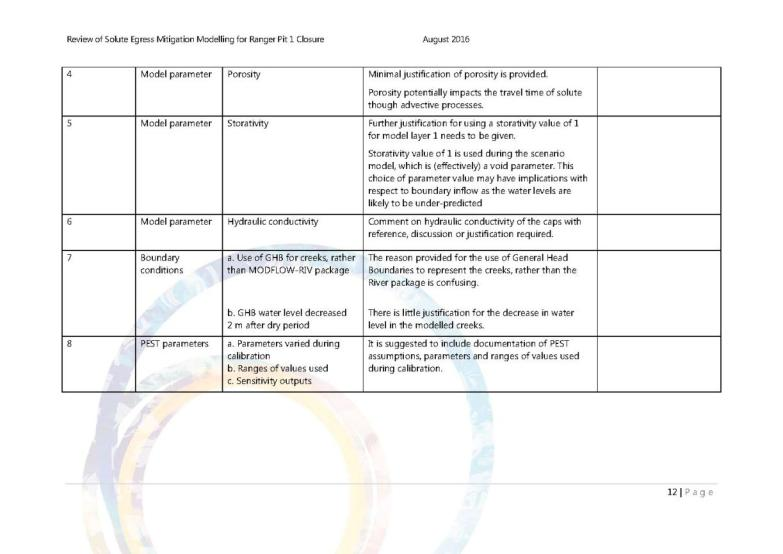 Review of Solute Egress Mitigation Modelling for Ranger Pit 1 Closure August 2016
4 Model parameter Porosity Minimal justification of porosity is provided.
Porosity potentially impacts the travel time of solute
though advective processes.
5 Model parameter Storativity Further justification for using a storativity value of 1
for model layer 1 needs to be given.
Storativity value of 1 is used during the scenario
model, which is (effectively) a void parameter. This
choice of parameter value may have implications with
respect to boundary inflow as the water levels are
likely to be under-predicted
6 Model parameter Hydraulic conductivity Comment on hydraulic conductivity of the caps with
reference, discussion or justification required.
7 Boundary
conditions
a. Use of GHB for creeks, rather
than MODFLOW-RIV package
The reason provided for the use of General Head
Boundaries to represent the creeks, rather than the
River package is confusing.
b. GHB water level decreased
2 m after dry period
There is little justification for the decrease in water
level in the modelled creeks.
8 PEST parameters
a. Parameters varied during
calibration
b. Ranges of values used
c. Sensitivity outputs
It is suggested to include documentation of PEST
assumptions, parameters and ranges of values used
during calibration.
12 | Page